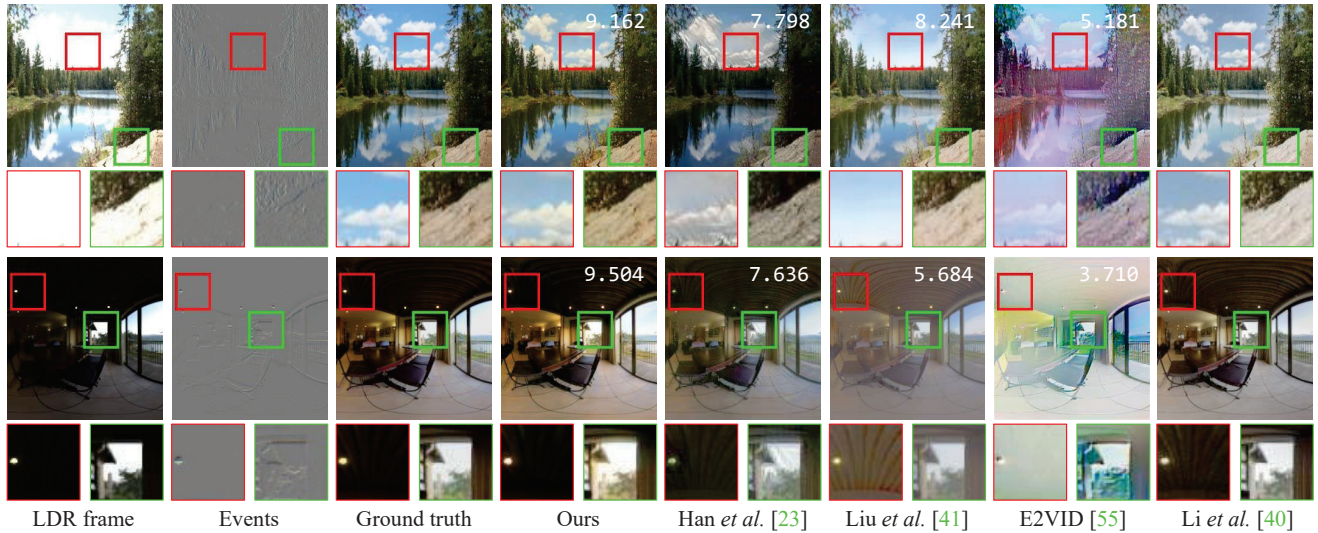 9.162 7.798 8.241 5.181
9.504 7.636 5.684 3.710
LDR frame Events Ground truth Ours Han et al. [23] Liu et al. [41] E2VID [55] Li et al. [40]